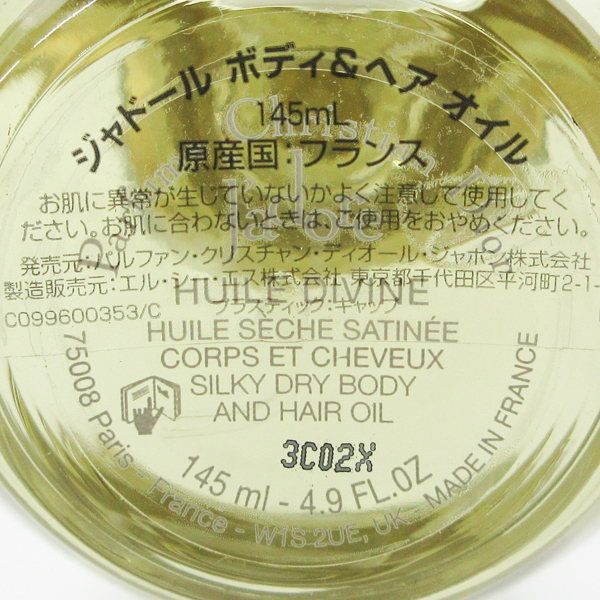 ジャドール ボディ&ヘア オイル
145mL
原産国:フランス
お肌に異常が生じていないかよく注意して使用してく
ださい。お肌に合わないときは、ご使用をおやめください。
発売元:パルファン・クリスチャン・ディオール・ジャポン株式会社
製造販売元:エル・シー・エス株式会社 東京都千代田区平河町2-1-
C099600353/C
プラスティック:キャップ
Christian
j'adore
HUILE DIVINE
HUILE SÈCHE SATINÉE
CORPS ET CHEVEUX
SILKY DRY BODY
AND HAIR OIL
3C02X
145 ml - 4.9 FL.OZ
75008 Paris - France - W1S 2UE, UK - MADE IN FRANCE